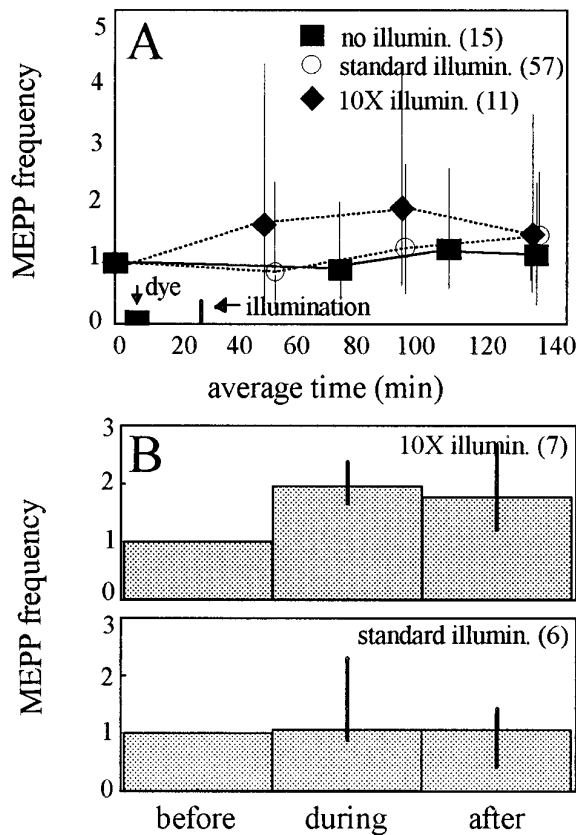 A
no illumin. (15)
standard illumin. (57)
10X illumin. (11)
MEPP frequency
5
4
3
2
1
0
dye
illumination
0 20 40 60 80 100 120 140
average time (min)
B
10X illumin. (7)
MEPP frequency
3
2
1
0
standard illumin. (6)
3
2
1
0
before during after